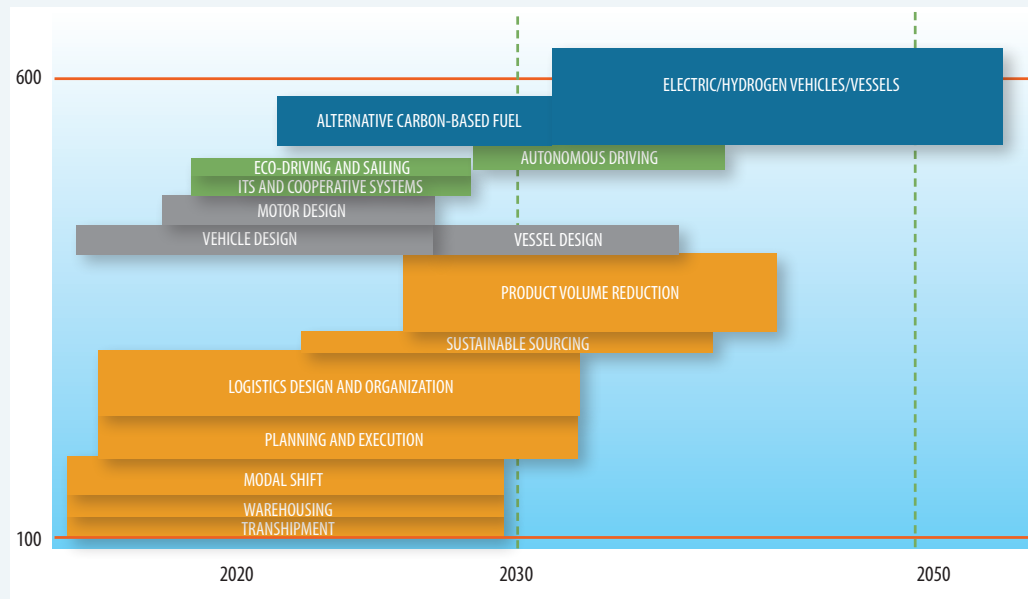 600
ELECTRIC/HYDROGEN VEHICLES/VESSELS
ALTERNATIVE CARBON-BASED FUEL
AUTONOMOUS DRIVING
ECO-DRIVING AND SAILING
ITS AND COOPERATIVE SYSTEMS
MOTOR DESIGN
VEHICLE DESIGN
VESSEL DESIGN
PRODUCT VOLUME REDUCTION
SUSTAINABLE SOURCING
LOGISTICS DESIGN AND ORGANIZATION
PLANNING AND EXECUTION
MODAL SHIFT
WAREHOUSING
TRANSHIPMENT
100
2020
2030
2050